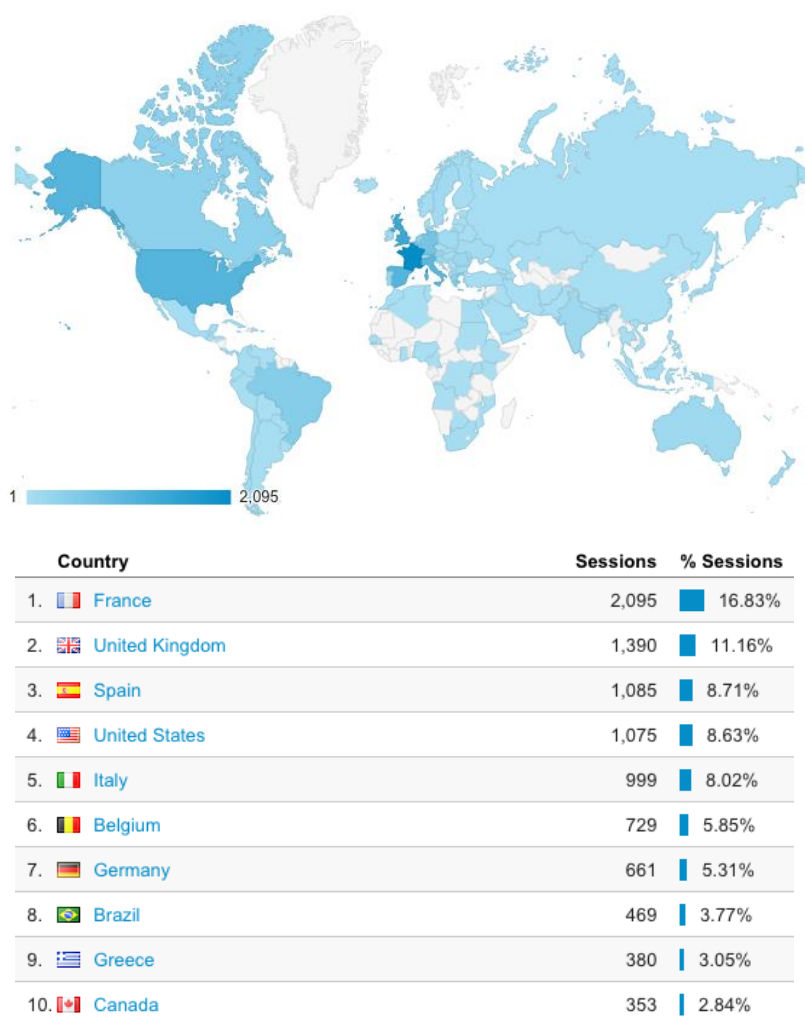 1 2,095
Country Sessions % Sessions
1. France 2,095 16.83%
2. United Kingdom 1,390 11.16%
3. Spain 1,085 8.71%
4. United States 1,075 8.63%
5. Italy 999 8.02%
6. Belgium 729 5.85%
7. Germany 661 5.31%
8. Brazil 469 3.77%
9. Greece 380 3.05%
10. Canada 353 2.84%